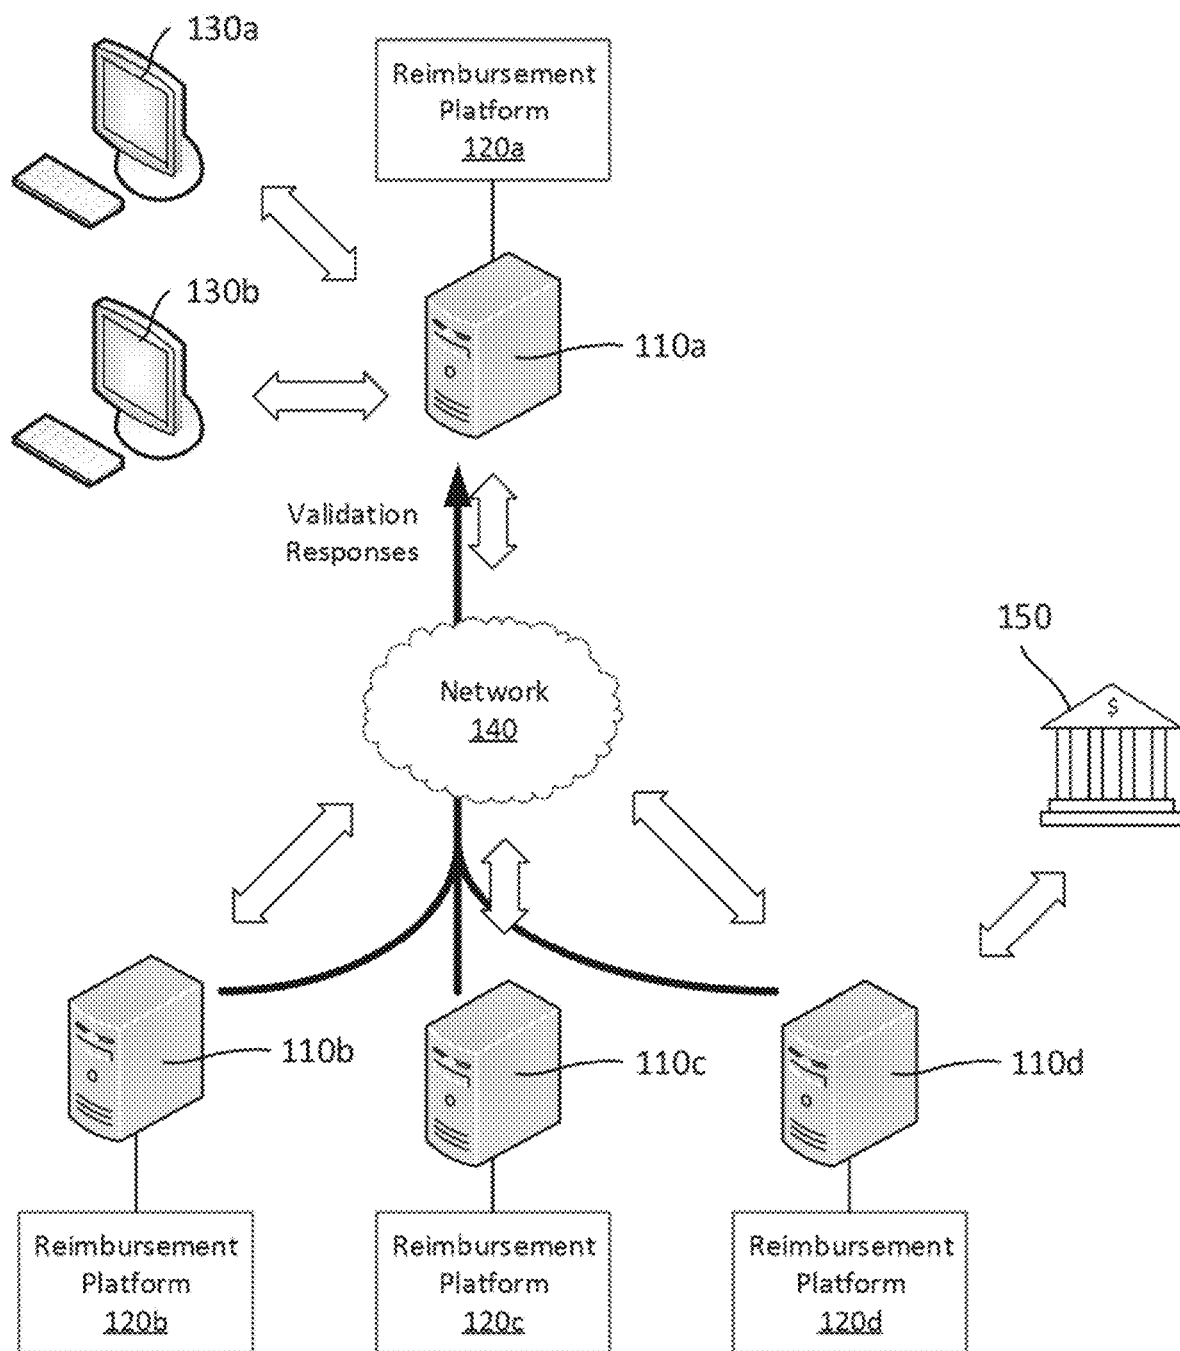 130a
Reimbursement
Platform
120a
130b
110a
Validation
Responses
150
$
Network
140
110b
110c
110d
Reimbursement
Platform
120b
Reimbursement
Platform
120c
Reimbursement
Platform
120d